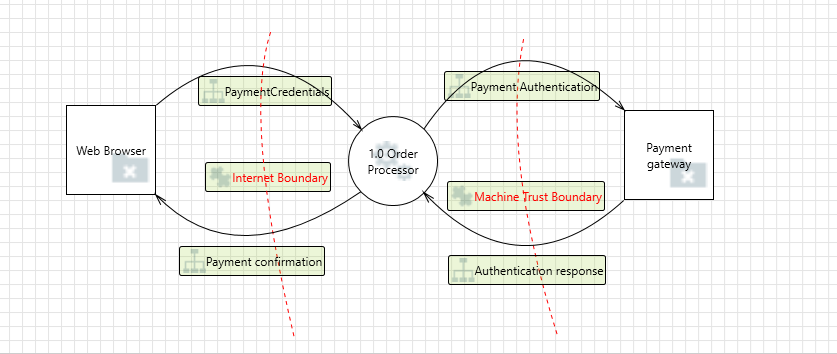 PaymentCredentials
Payment Authentication
Web Browser
1.0 Order
Processor
Payment
gateway
Internet Boundary
Machine Trust Boundary
Payment confirmation
Authentication response